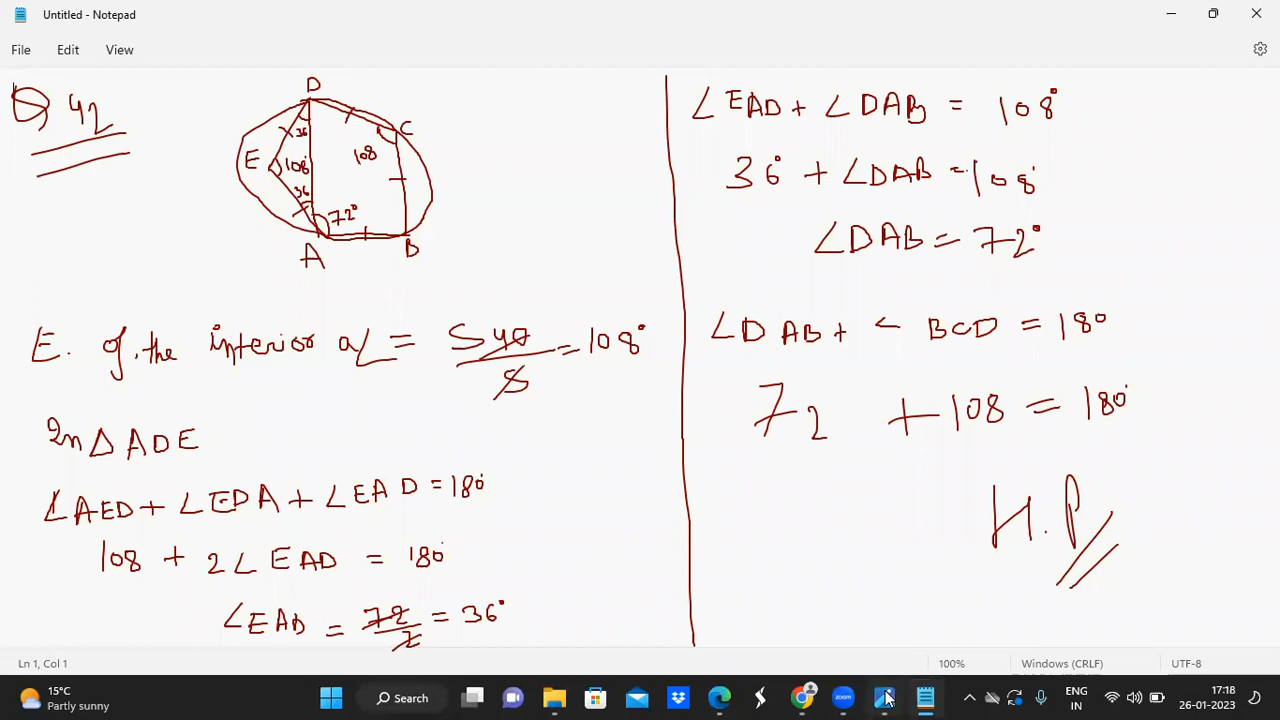 Untitled - Notepad
File Edit View
Q 42
D
C
36
E 108°
108
36
72°
A
B
E. of the interior a∠ = 540/5 = 108°
In △ ADE
∠AED + ∠EDA + ∠EAD = 180°
108 + 2∠EAD = 180°
∠EAD = 72/2 = 36°
∠EAD + ∠DAB = 108°
36° + ∠DAB = 108°
∠DAB = 72°
∠DAB + ∠BCD = 180°
72 + 108 = 180°
H.P
Ln 1, Col 1
100%
Windows (CRLF)
UTF-8
15°C
Partly sunny
Search
ENG
IN
17:18
26-01-2023